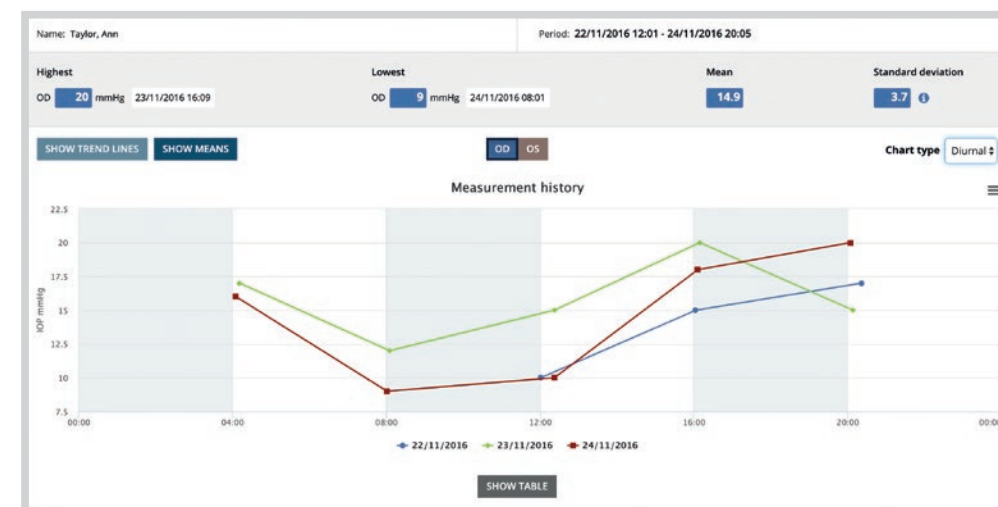 Name: Taylor, Ann Period: 22/11/2016 12:01 - 24/11/2016 20:05
Highest Lowest Mean Standard deviation
OD 20 mmHg 23/11/2016 16:09 OD 9 mmHg 24/11/2016 08:01 14.9 3.7 i
SHOW TREND LINES SHOW MEANS OD OS Chart type Diurnal
Measurement history
22.5
20
17.5
15
12.5
10
7.5
IOP mmHg
00:00 04:00 08:00 12:00 16:00 20:00 00:00
22/11/2016 23/11/2016 24/11/2016
SHOW TABLE